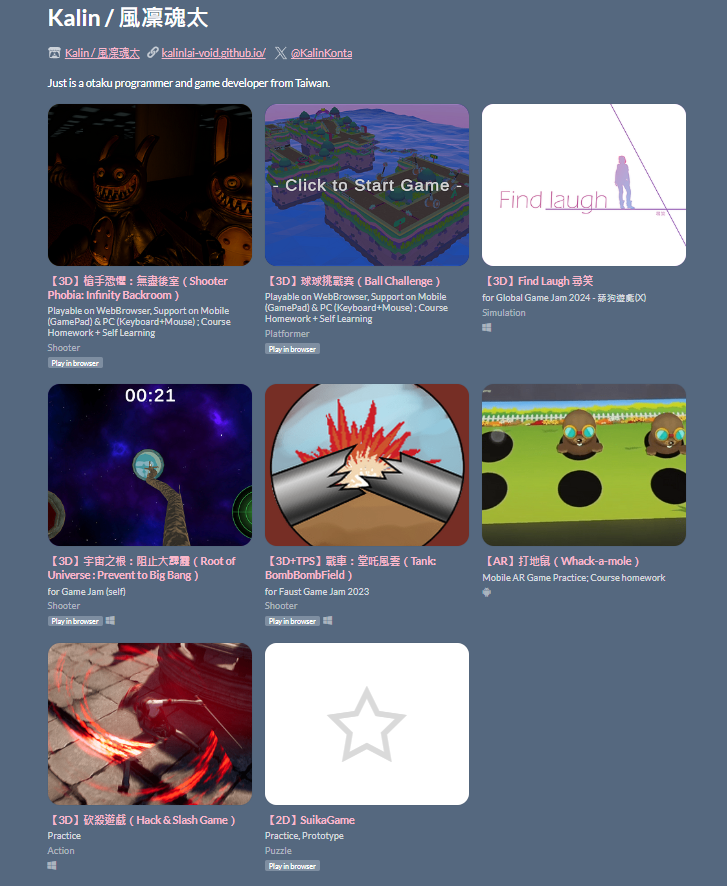 Kalin / 風凜魂太
Kalin / 風凜魂太 kalinlai-void.github.io/ @KalinKonta
Just is a otaku programmer and game developer from Taiwan.
- Click to Start Game -
Find laugh
【3D】槍手恐懼：無盡後室 ( Shooter
Phobia: Infinity Backroom )
Playable on WebBrowser, Support on Mobile
(GamePad) & PC (Keyboard+Mouse) ; Course
Homework + Self Learning
Shooter
Play in browser
【3D】球球挑戰賽 ( Ball Challenge )
Playable on WebBrowser, Support on Mobile
(GamePad) & PC (Keyboard+Mouse) ; Course
Homework + Self Learning
Platformer
Play in browser
【3D】Find Laugh 尋笑
for Global Game Jam 2024 - 舔狗遊戲(X)
Simulation
00:21
【3D】宇宙之根：阻止大霹靂 ( Root of
Universe : Prevent to Big Bang )
for Game Jam (self)
Shooter
Play in browser
【3D+TPS】戰車：堂吒風雲 ( Tank:
BombBombField )
for Faust Game Jam 2023
Shooter
Play in browser
【AR】打地鼠 ( Whack-a-mole )
Mobile AR Game Practice; Course homework
【3D】砍殺遊戲 ( Hack & Slash Game )
Practice
Action
【2D】SuikaGame
Practice, Prototype
Puzzle
Play in browser